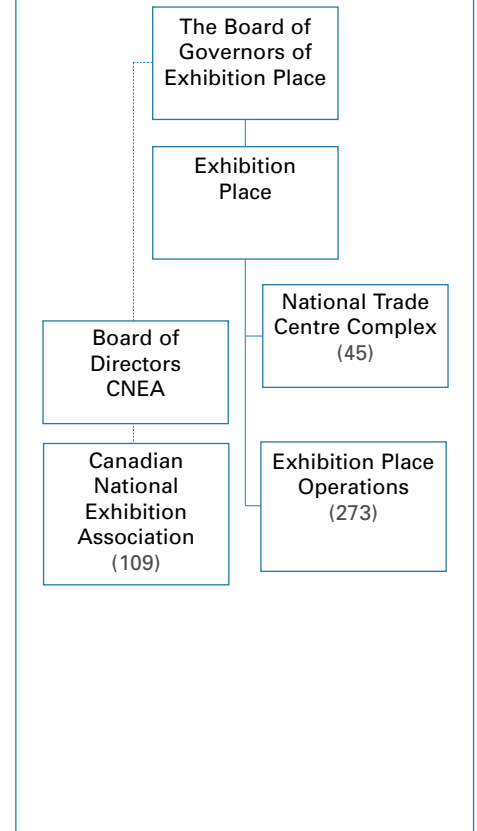 The Board of
Governors of
Exhibition Place
Exhibition
Place
National Trade
Centre Complex
(45)
Board of
Directors
CNEA
Canadian
National
Exhibition
Association
(109)
Exhibition Place
Operations
(273)